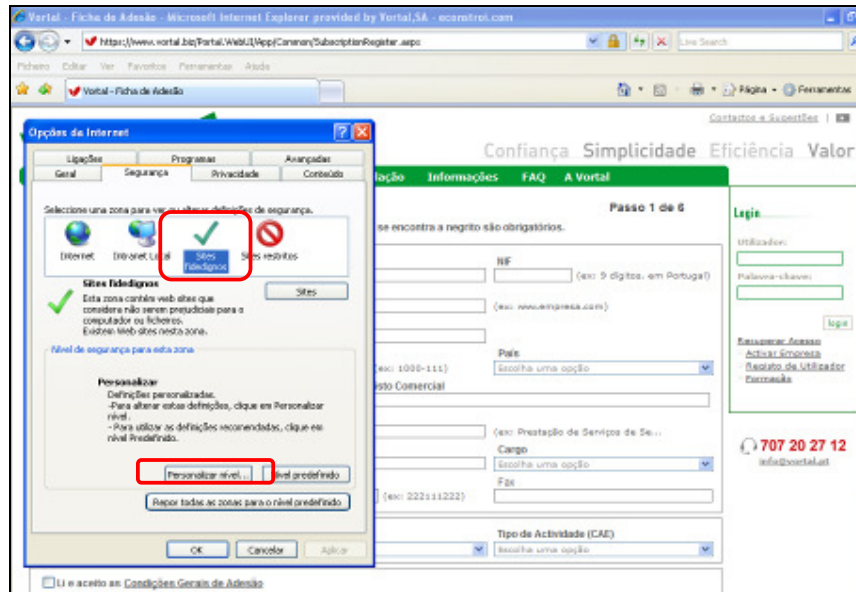 Vortal - Ficha de Adesão - Microsoft Internet Explorer provided by Vortal,SA - econstroi.com
https://www.vortal.biz/Portal.WebUI/App/Common/SubscriptionRegister.aspx
Live Search
Ficheiro Editar Ver Favoritos Ferramentas Ajuda
Vortal - Ficha de Adesão
Página
Ferramentas
Contactos e Sugestões
Confiança Simplicidade Eficiência Valor
lação Informações FAQ A Vortal
Passo 1 de 6
se encontra a negrito são obrigatórios.
NIF
(ex: 9 dígitos, em Portugal)
(ex: www.empresa.com)
País
(ex: 1000-111)
Escolha uma opção
isto Comercial
(ex: Prestação de Serviços de Se...
Cargo
Escolha uma opção
Fax
(ex: 222111222)
Tipo de Actividade (CAE)
Escolha uma opção
Li e aceito as Condições Gerais de Adesão
Login
Utilizador:
Palavra-chave:
login
Recuperar Acesso
Activar Empresa
Registo de Utilizador
Formação
707 20 27 12
info@vortal.pt
Opções da Internet
Ligações Programas Avançadas
Geral Segurança Privacidade Conteúdo
Seleccione uma zona para ver ou alterar definições de segurança.
Internet
Intranet Local
Sites fidedignos
Sites restritos
Sites fidedignos
Sites
Esta zona contém web sites que
considera não serem prejudiciais para o
computador ou ficheiros.
Existem Web sites nesta zona.
Nível de segurança para esta zona
Personalizar
Definições personalizadas.
-Para alterar estas definições, clique em Personalizar
nível.
- Para utilizar as definições recomendadas, clique em
nível Predefinido.
Personalizar nível...
Nível predefinido
Repor todas as zonas para o nível predefinido
OK
Cancelar
Aplicar